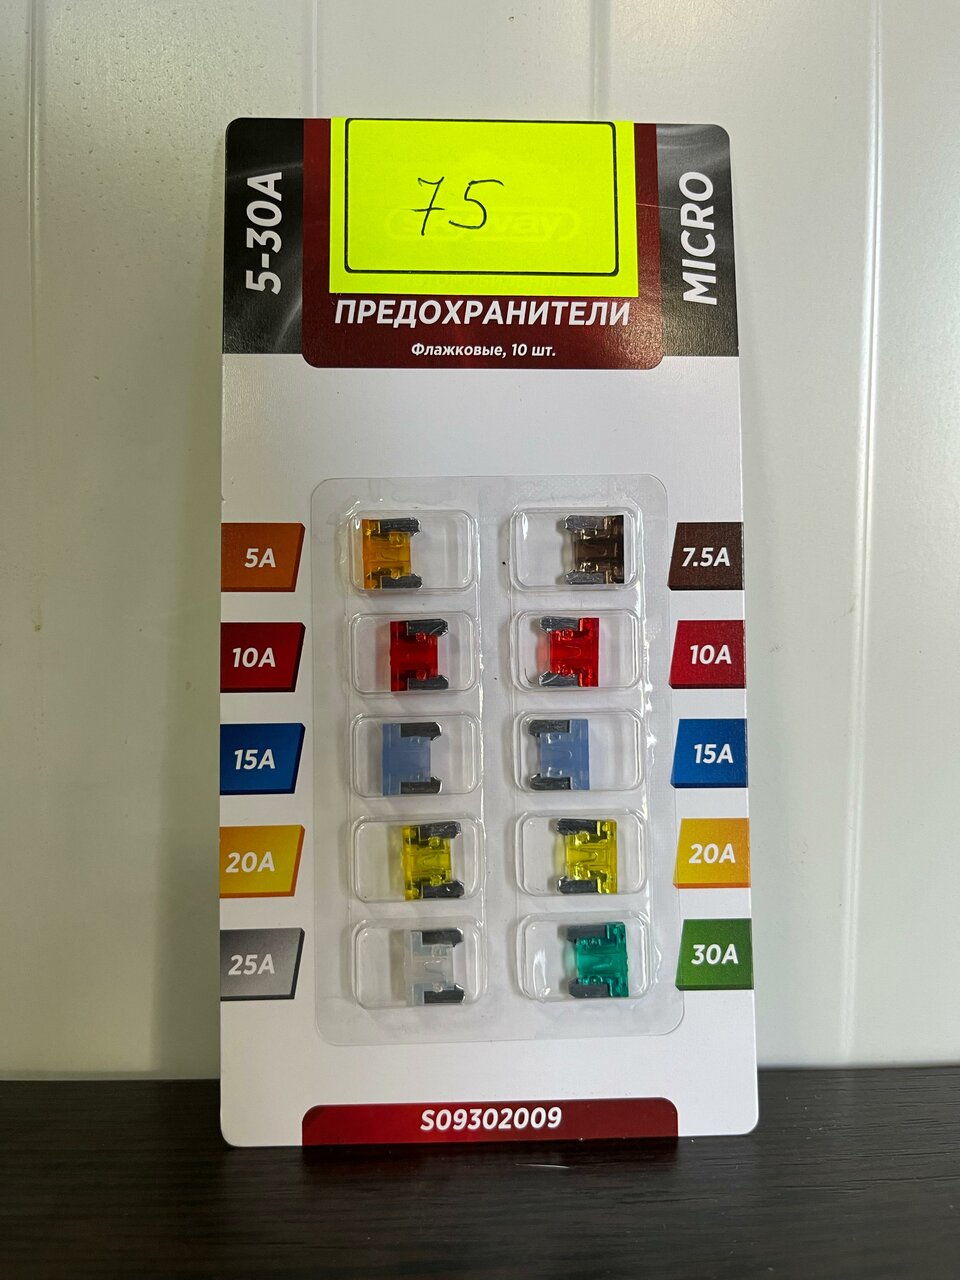 5-30A
75
MICRO
ПРЕДОХРАНИТЕЛИ
Флажковые, 10 шт.
5A
7.5A
10A
10A
15A
15A
20A
20A
25A
30A
S09302009